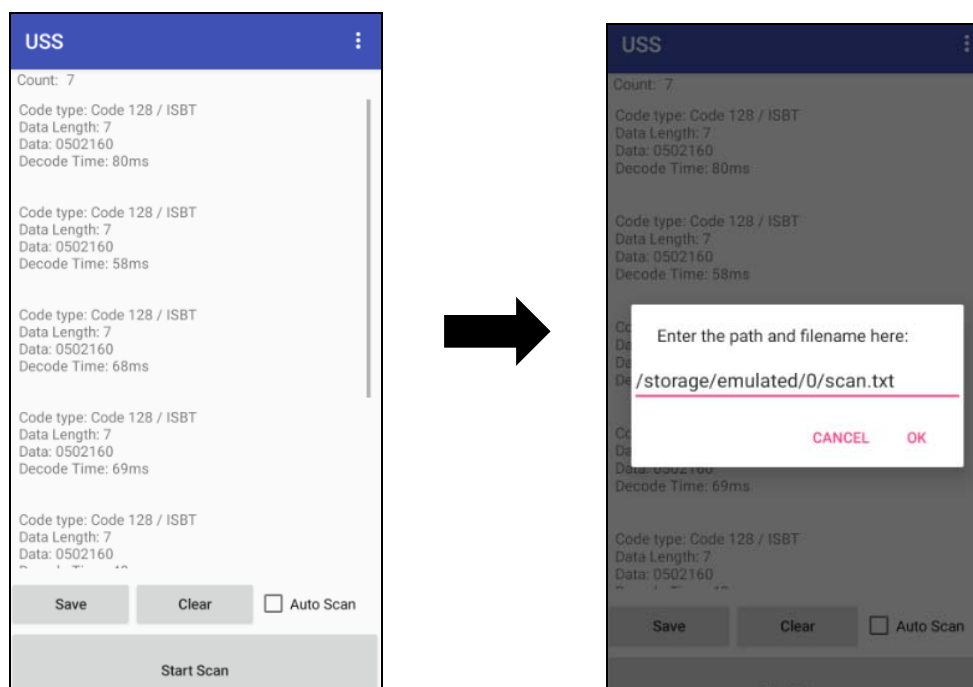 USS
Count: 7
Code type: Code 128 / ISBT
Data Length: 7
Data: 0502160
Decode Time: 80ms
Code type: Code 128 / ISBT
Data Length: 7
Data: 0502160
Decode Time: 58ms
Code type: Code 128 / ISBT
Data Length: 7
Data: 0502160
Decode Time: 68ms
Code type: Code 128 / ISBT
Data Length: 7
Data: 0502160
Decode Time: 69ms
Code type: Code 128 / ISBT
Data Length: 7
Data: 0502160
Save Clear Auto Scan
Start Scan
USS
Count: 7
Code type: Code 128 / ISBT
Data Length: 7
Data: 0502160
Decode Time: 80ms
Code type: Code 128 / ISBT
Data Length: 7
Data: 0502160
Decode Time: 58ms
Enter the path and filename here:
/storage/emulated/0/scan.txt
CANCEL OK
Data: 0502160
Decode Time: 69ms
Code type: Code 128 / ISBT
Data Length: 7
Data: 0502160
Save Clear Auto Scan